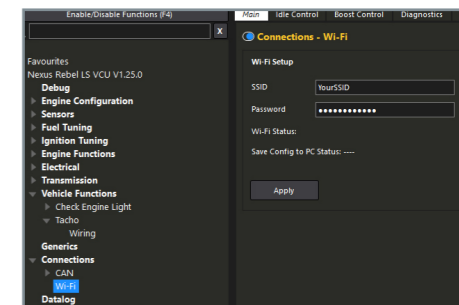 Enable/Disable Functions (F4)
X
Favourites
Nexus Rebel LS VCU V1.25.0
Debug
Engine Configuration
Sensors
Fuel Tuning
Ignition Tuning
Engine Functions
Electrical
Transmission
Vehicle Functions
Check Engine Light
Tacho
Wiring
Generics
Connections
CAN
Wi-Fi
Datalog
Main Idle Control Boost Control Diagnostics
Connections - Wi-Fi
Wi-Fi Setup
SSID YourSSID
Password ••••••••••••
Wi-Fi Status:
Save Config to PC Status: ----
Apply